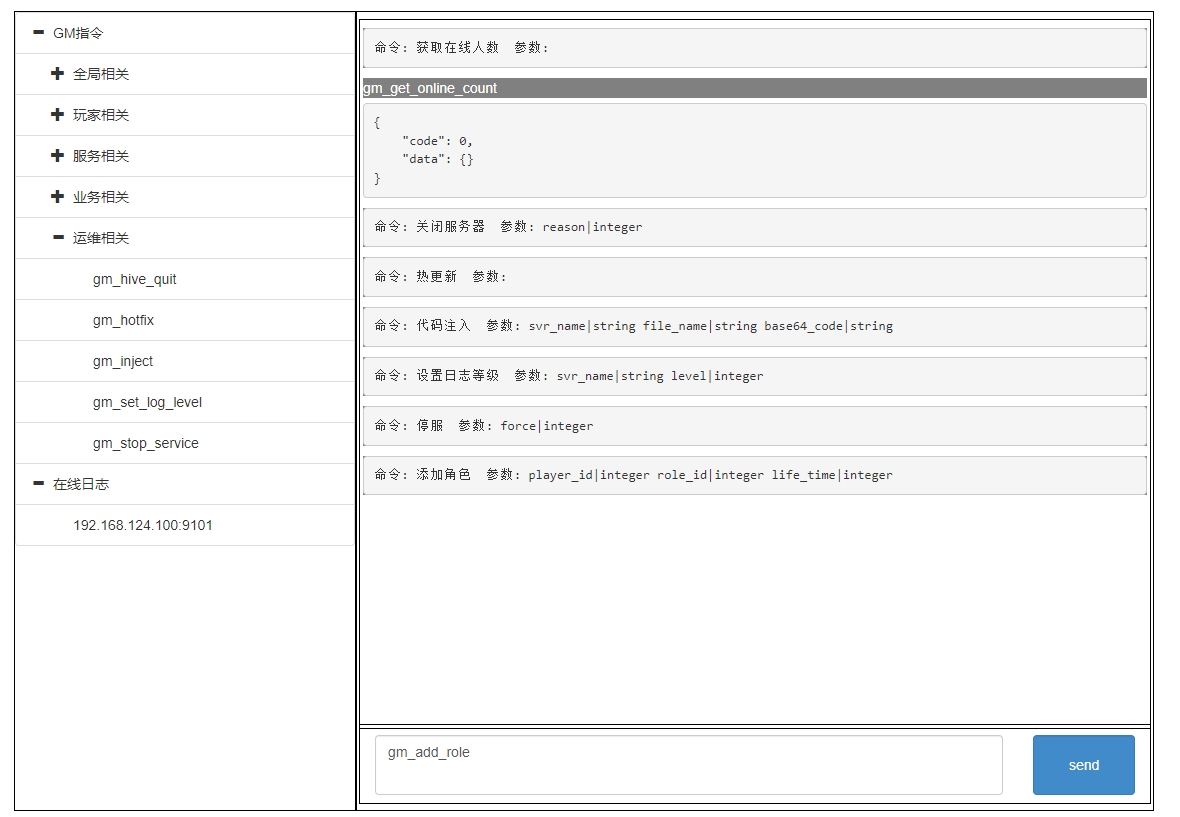 GM指令
全局相关
玩家相关
服务相关
业务相关
运维相关
gm_hive_quit
gm_hotfix
gm_inject
gm_set_log_level
gm_stop_service
在线日志
192.168.124.100:9101
命令: 获取在线人数 参数:
gm_get_online_count
{
"code": 0,
"data": {}
}
命令: 关闭服务器 参数: reason|integer
命令: 热更新 参数:
命令: 代码注入 参数: svr_name|string file_name|string base64_code|string
命令: 设置日志等级 参数: svr_name|string level|integer
命令: 停服 参数: force|integer
命令: 添加角色 参数: player_id|integer role_id|integer life_time|integer
gm_add_role
send